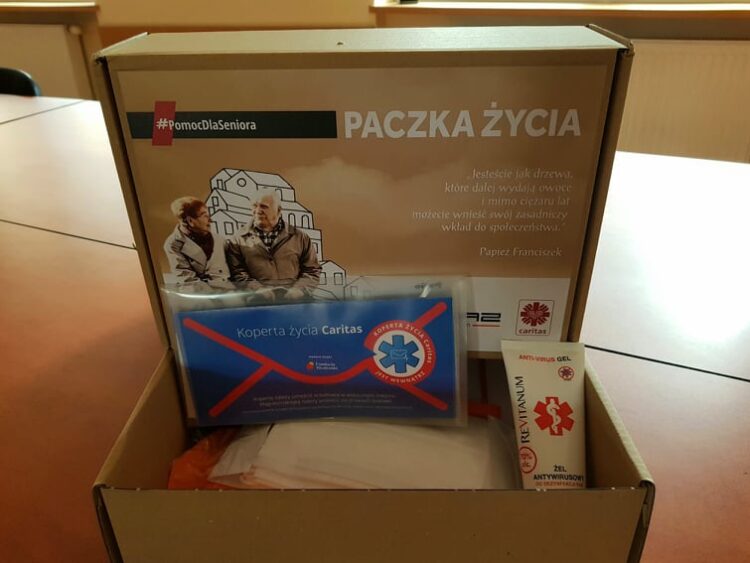 #PomocDlaSeniora
PACZKA ŻYCIA
„Jesteście jak drzewa,
które dalej wydają owoce
i mimo ciężaru lat
możecie wnieść swój zasadniczy
wkład do społeczeństwa."
Papież Franciszek
caritas
Koperta życia Caritas
KOPERTA ŻYCIA Caritas
JEST WEWNĄTRZ
ANTI-VIRUS GEL
REVITANUM
ŻEL
ANTYWIRUSOWY